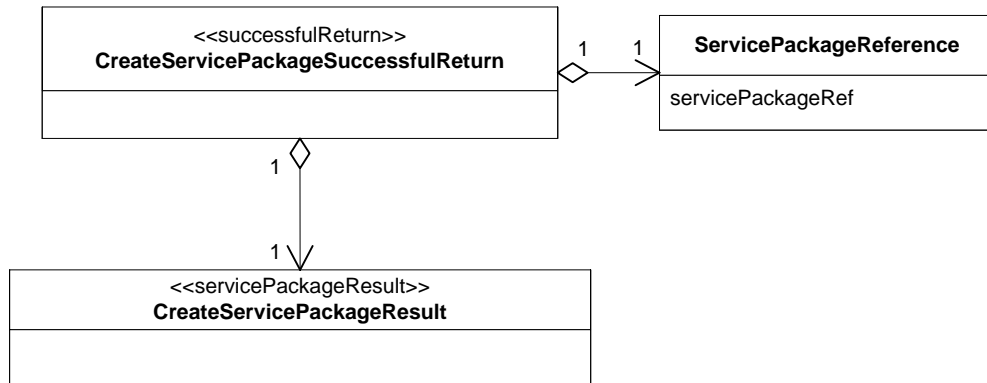 <<successfulReturn>>
CreateServicePackageSuccessfulReturn
1
1
ServicePackageReference
servicePackageRef
1
1
<<servicePackageResult>>
CreateServicePackageResult